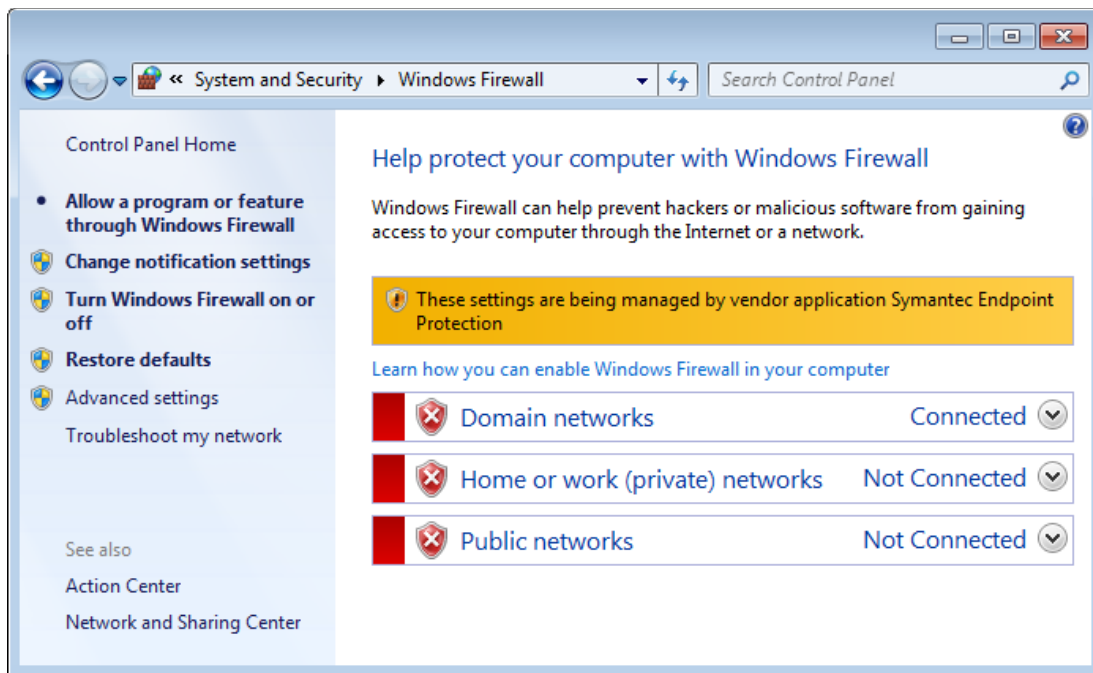 « System and Security ▸ Windows Firewall
Search Control Panel
Control Panel Home
• Allow a program or feature
through Windows Firewall
Change notification settings
Turn Windows Firewall on or
off
Restore defaults
Advanced settings
Troubleshoot my network
See also
Action Center
Network and Sharing Center
Help protect your computer with Windows Firewall
Windows Firewall can help prevent hackers or malicious software from gaining
access to your computer through the Internet or a network.
These settings are being managed by vendor application Symantec Endpoint
Protection
Learn how you can enable Windows Firewall in your computer
Domain networks Connected
Home or work (private) networks Not Connected
Public networks Not Connected